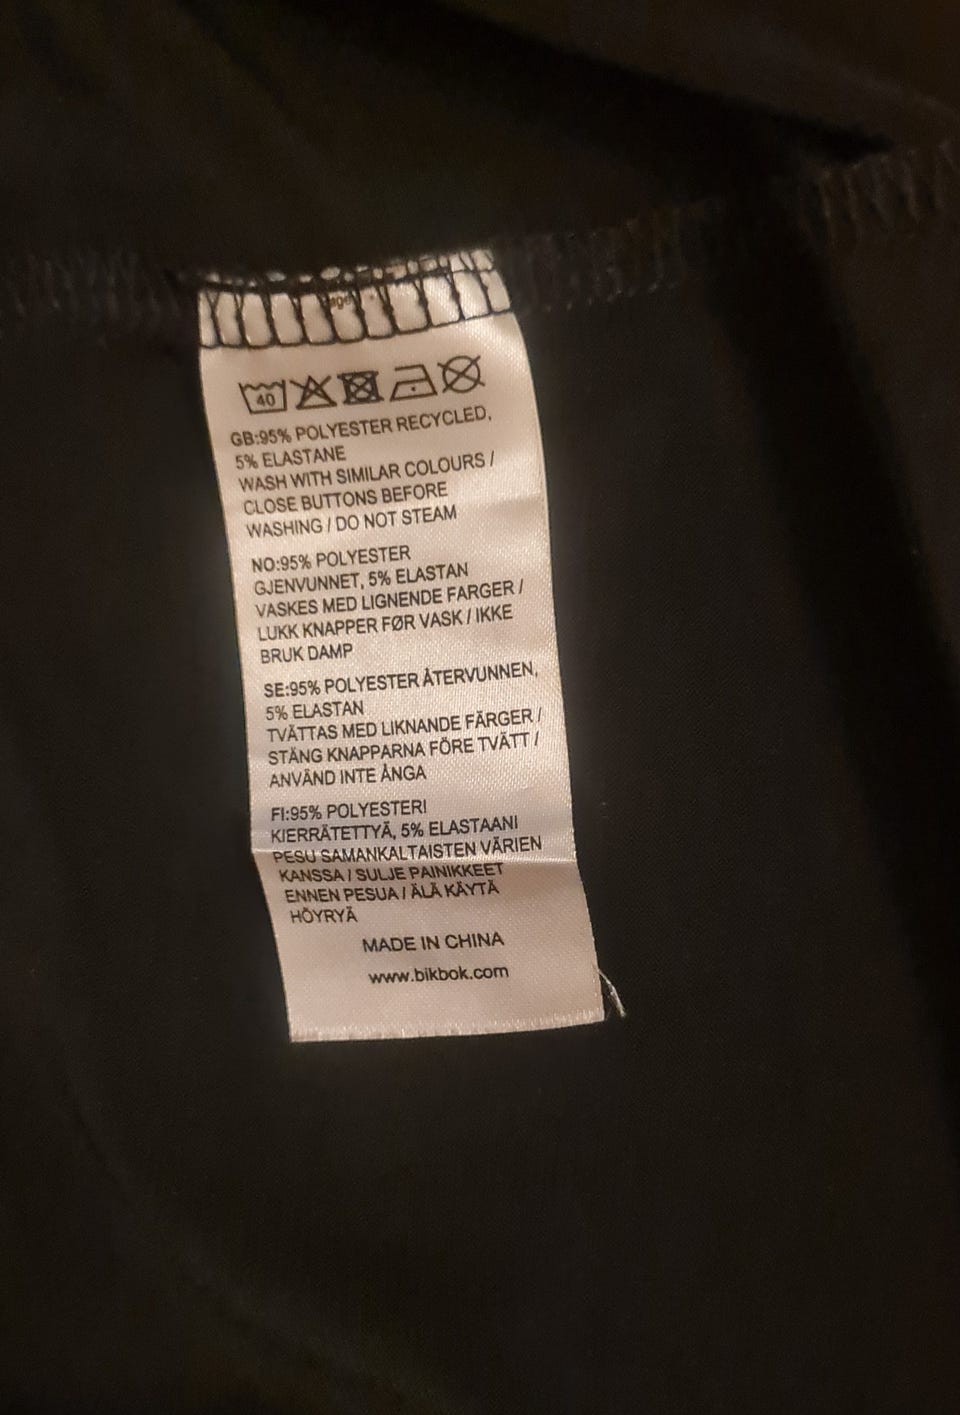 40
GB:95% POLYESTER RECYCLED,
5% ELASTANE
WASH WITH SIMILAR COLOURS /
CLOSE BUTTONS BEFORE
WASHING / DO NOT STEAM
NO:95% POLYESTER
GJENVUNNET, 5% ELASTAN
VASKES MED LIGNENDE FARGER /
LUKK KNAPPER FØR VASK / IKKE
BRUK DAMP
SE:95% POLYESTER ÅTERVUNNEN,
5% ELASTAN
TVÄTTAS MED LIKNANDE FÄRGER /
STÄNG KNAPPARNA FÖRE TVÄTT /
ANVÄND INTE ÅNGA
FI:95% POLYESTERI
KIERRÄTETTYÄ, 5% ELASTAANI
PESU SAMANKALTAISTEN VÄRIEN
KANSSA / SULJE PAINIKKEET
ENNEN PESUA / ÄLÄ KÄYTÄ
HÖYRYÄ
MADE IN CHINA
www.bikbok.com